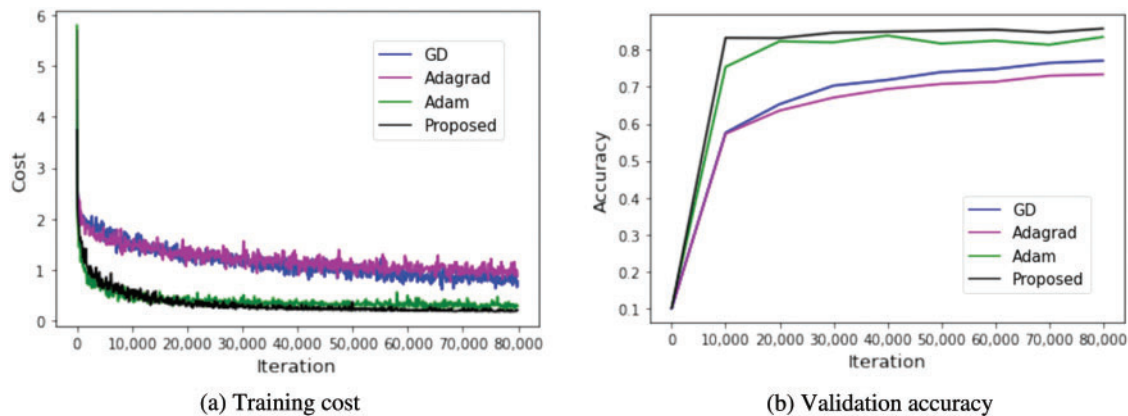 6
5
4
3
2
1
0
Cost
GD
Adagrad
Adam
Proposed
0 10,000 20,000 30,000 40,000 50,000 60,000 70,000 80,000
Iteration
(a) Training cost
0.8
0.7
0.6
0.5
0.4
0.3
0.2
0.1
Accuracy
GD
Adagrad
Adam
Proposed
0 10,000 20,000 30,000 40,000 50,000 60,000 70,000 80,000
Iteration
(b) Validation accuracy